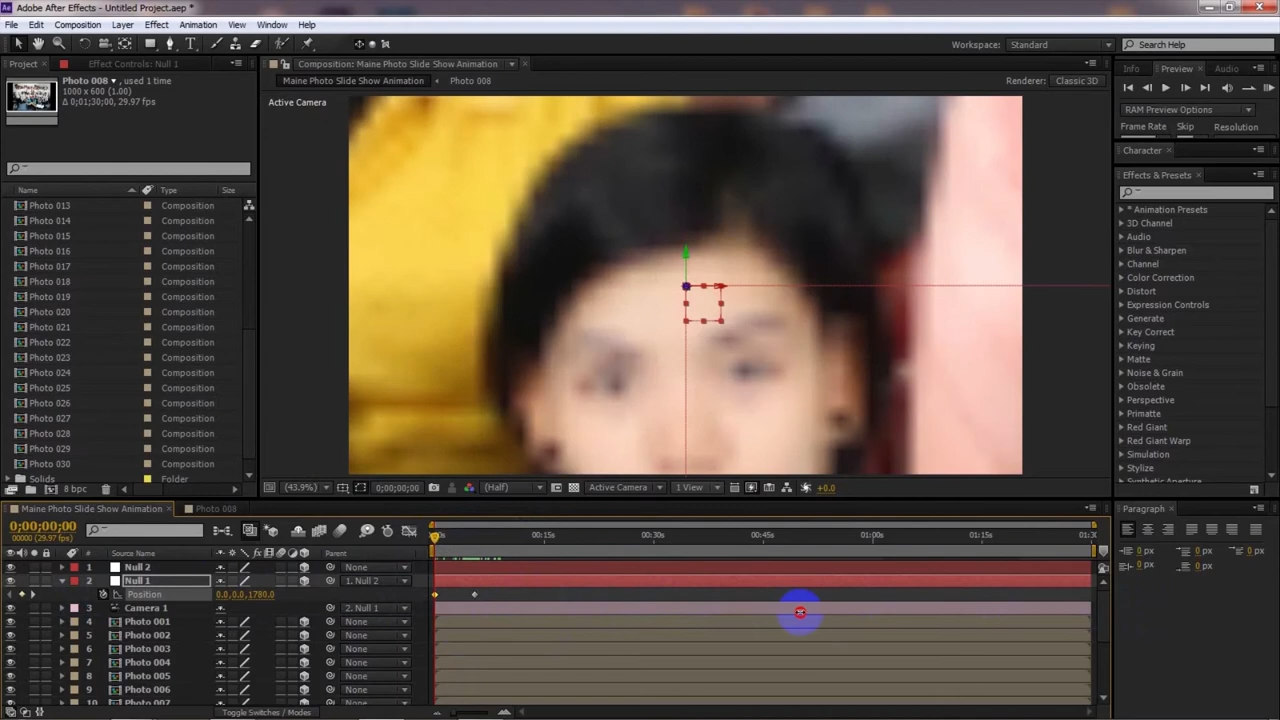 Adobe After Effects - Untitled Project.aep *
File Edit Composition Layer Effect Animation View Window Help
Workspace: Standard Search Help
Project Effect Controls: Null 1 Composition: Maine Photo Slide Show Animation Info Preview Audio
Photo 008 , used 1 time
1000 x 600 (1.00)
Δ 0;01;30;00, 29.97 fps
Maine Photo Slide Show Animation Photo 008 Renderer: Classic 3D
Active Camera
RAM Preview Options
Frame Rate Skip Resolution
Character
Effects & Presets
Name Type Size
Photo 013 Composition
Photo 014 Composition
Photo 015 Composition
Photo 016 Composition
Photo 017 Composition
Photo 018 Composition
Photo 019 Composition
Photo 020 Composition
Photo 021 Composition
Photo 022 Composition
Photo 023 Composition
Photo 024 Composition
Photo 025 Composition
Photo 026 Composition
Photo 027 Composition
Photo 028 Composition
Photo 029 Composition
Photo 030 Composition
Solids Folder
8 bpc
* Animation Presets
3D Channel
Audio
Blur & Sharpen
Channel
Color Correction
Distort
Expression Controls
Generate
Key Correct
Keying
Matte
Noise & Grain
Obsolete
Perspective
Primatte
Red Giant
Red Giant Warp
Simulation
Stylize
Synthetic Aperture
(43.9%) 0;00;00;00 (Half) Active Camera 1 View +0.0
Maine Photo Slide Show Animation Photo 008
0;00;00;00
00000 (29.97 fps)
00:15s 00:30s 00:45s 01:00s 01:15s
# Source Name fx Parent
1 Null 2 None
2 Null 1 1. Null 2
Position 0.0,0.0,1780.0
3 Camera 1 2. Null 1
4 Photo 001 None
5 Photo 002 None
6 Photo 003 None
7 Photo 004 None
8 Photo 005 None
9 Photo 006 None
10 Photo 007 None
Toggle Switches / Modes
Paragraph
0 px 0 px 0 px
0 px 0 px